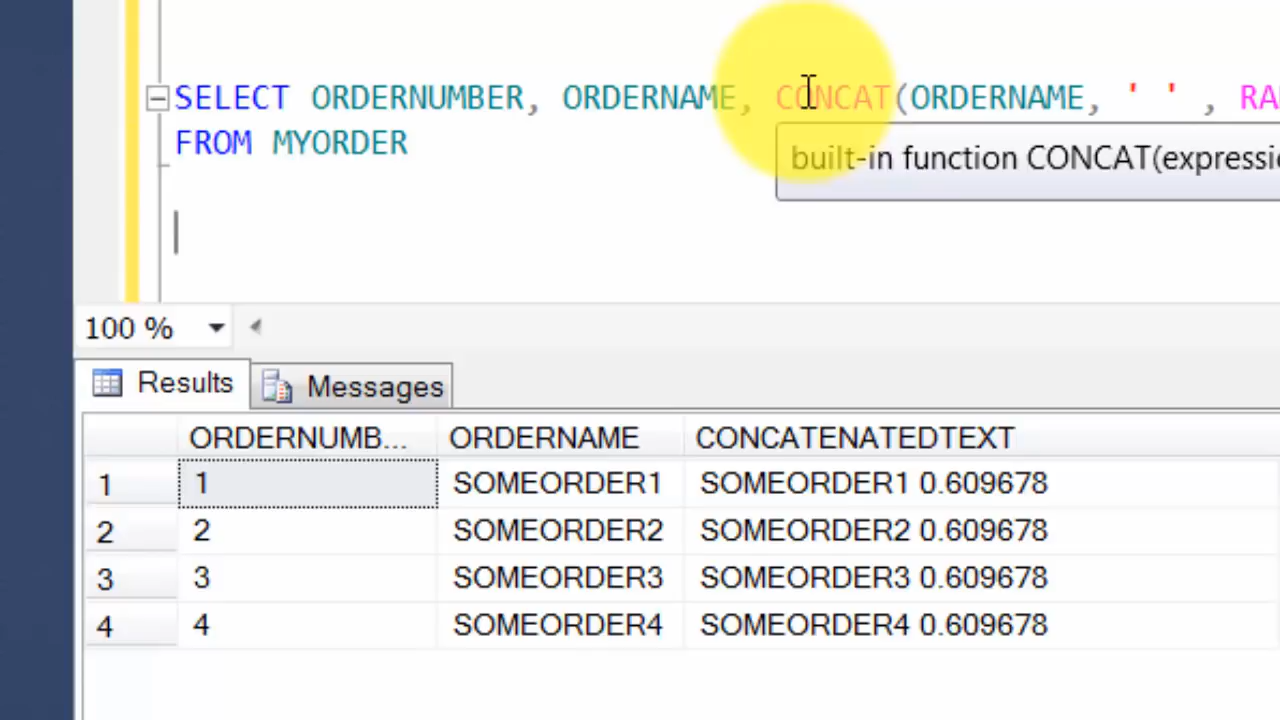 SELECT ORDERNUMBER, ORDERNAME, CONCAT(ORDERNAME, ' ' ,
FROM MYORDER
built-in function CONCAT(
100 %
Results Messages
ORDERNUMB... ORDERNAME CONCATENATEDTEXT
1 1 SOMEORDER1 SOMEORDER1 0.609678
2 2 SOMEORDER2 SOMEORDER2 0.609678
3 3 SOMEORDER3 SOMEORDER3 0.609678
4 4 SOMEORDER4 SOMEORDER4 0.609678